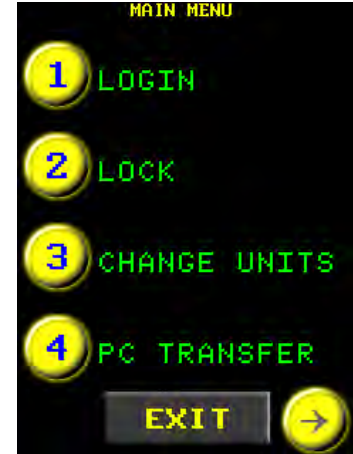 MAIN MENU
1 LOGIN
2 LOCK
3 CHANGE UNITS
4 PC TRANSFER
EXIT →